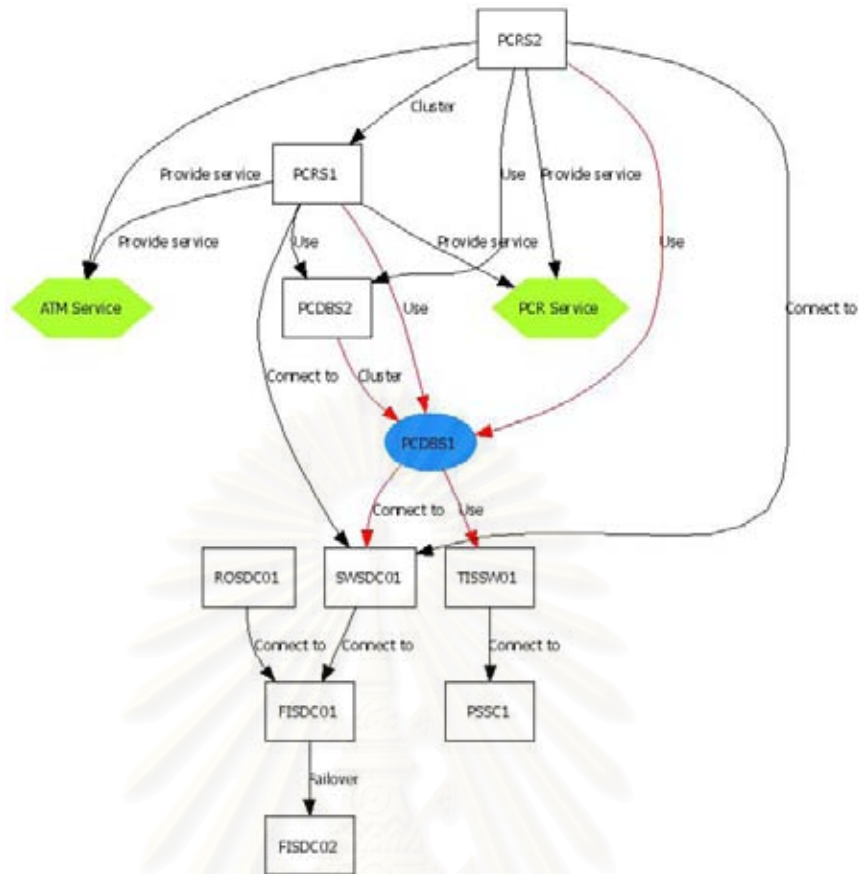 PCRS2
Cluster
PCRS1
Provide service
Use
Provide service
Provide service
Use
Provide service
Use
ATM Service
PCDBS2
PCR Service
Use
Connect to
Connect to
Cluster
PCDBS1
Connect to
Use
ROSDC01
SWSDC01
TISSW01
Connect to
Connect to
Connect to
FISDC01
PSSC1
Failover
FISDC02